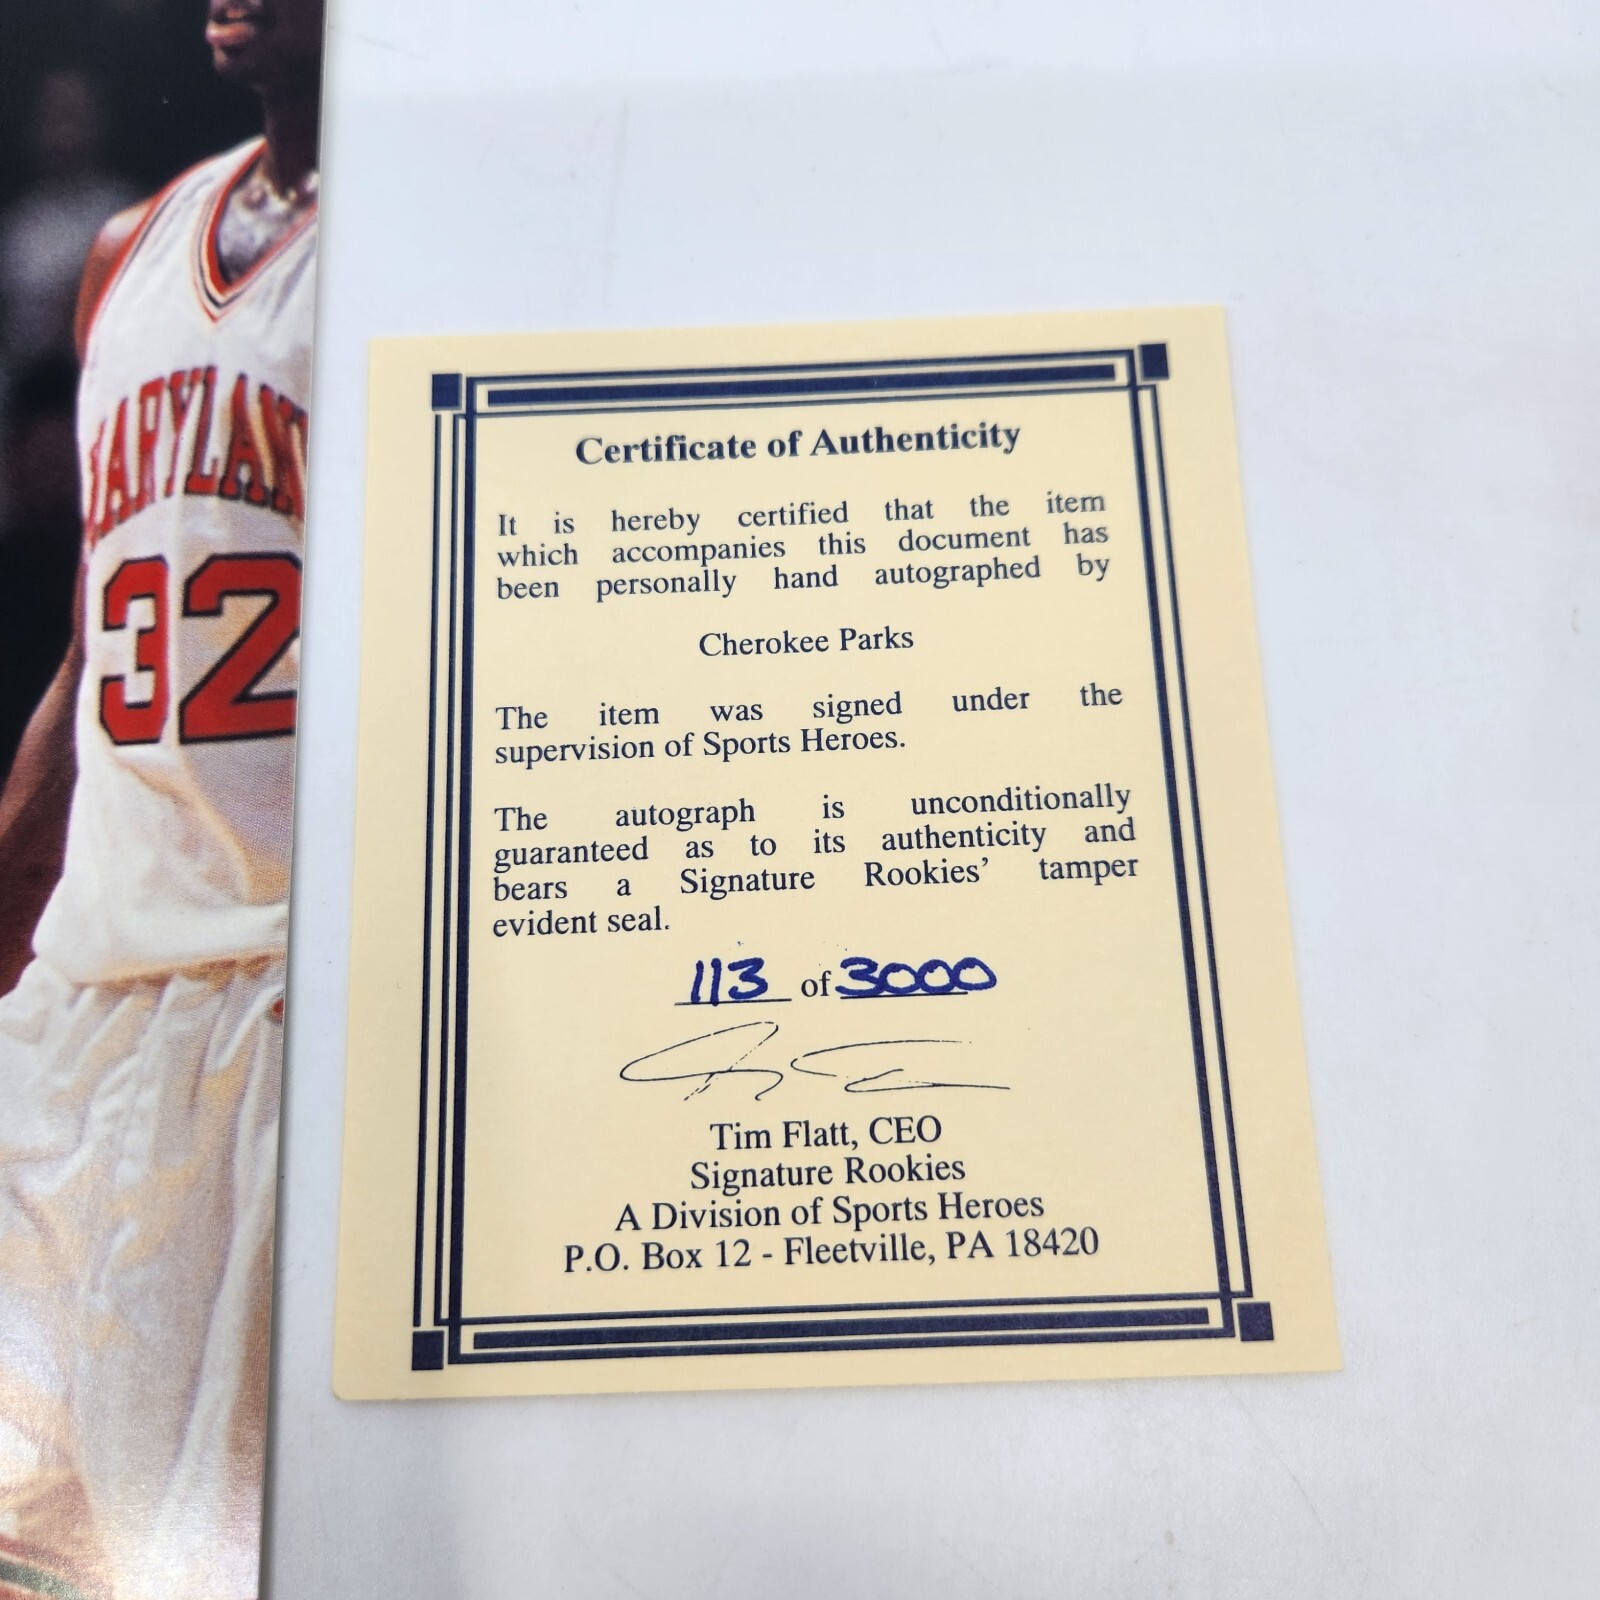 MARYLAN
32
Certificate of Authenticity
It is hereby certified that the item
which accompanies this document has
been personally hand autographed by
Cherokee Parks
The item was signed under the
supervision of Sports Heroes.
The autograph is unconditionally
guaranteed as to its authenticity and
bears a Signature Rookies' tamper
evident seal.
113 of 3000
Tim Flatt, CEO
Signature Rookies
A Division of Sports Heroes
P.O. Box 12 - Fleetville, PA 18420